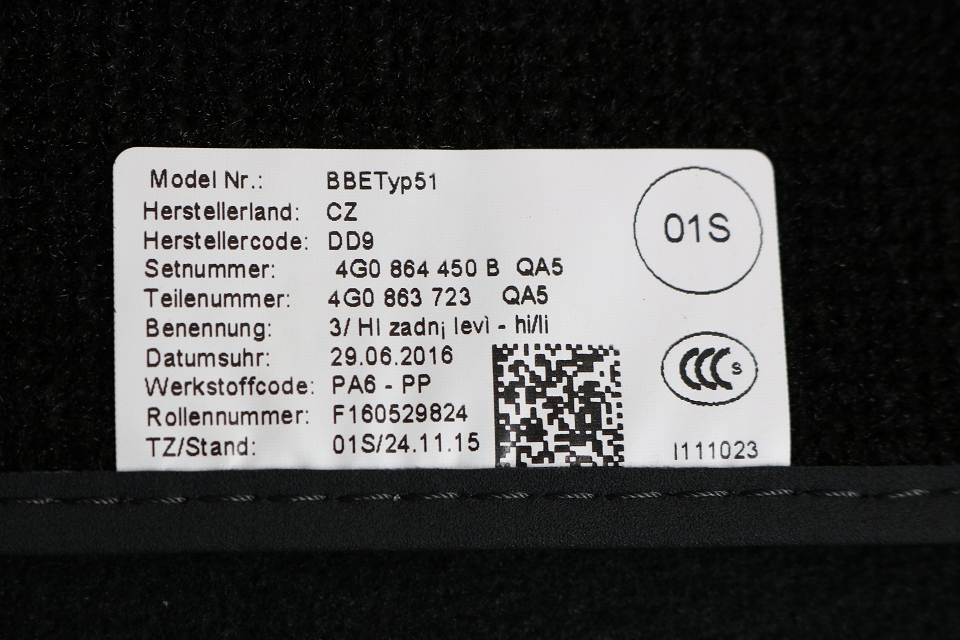 Model Nr.: BBETyp51
Herstellerland: CZ
Herstellercode: DD9
Setnummer: 4G0 864 450 B QA5
Teilenummer: 4G0 863 723 QA5
Benennung: 3/ Hl zadn¡ levì - hi/li
Datumsuhr: 29.06.2016
Werkstoffcode: PA6 - PP
Rollennummer: F160529824
TZ/Stand: 01S/24.11.15
01S
CCC S
I111023